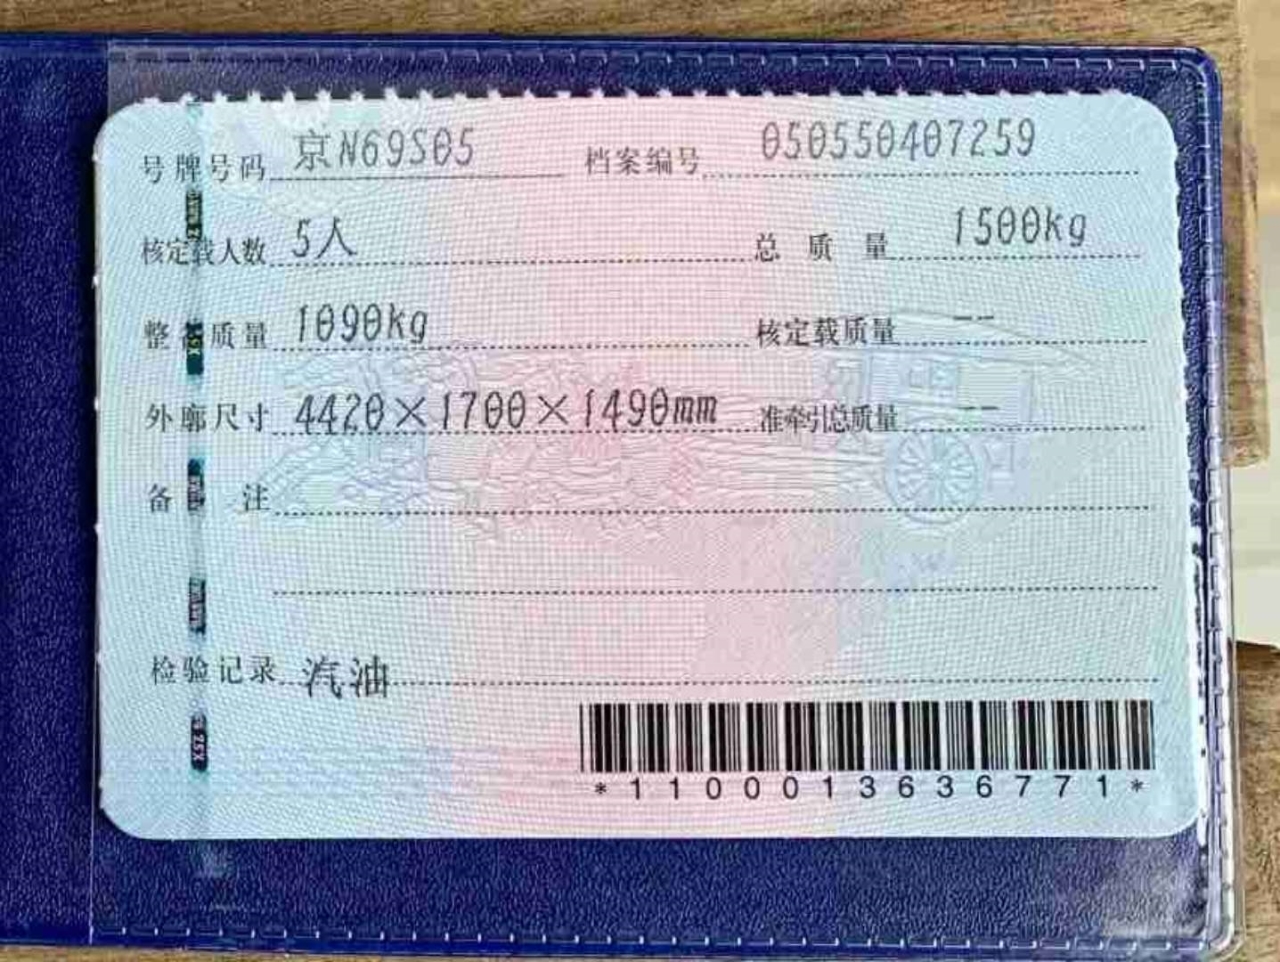 号牌号码 京N69S05 档案编号 050550407259
核定载人数 5人 总质量 1500kg
整备质量 1090kg 核定载质量 --
外廓尺寸 4420×1700×1490mm 准牵引总质量 --
备注
检验记录 汽油
*1100013636771*